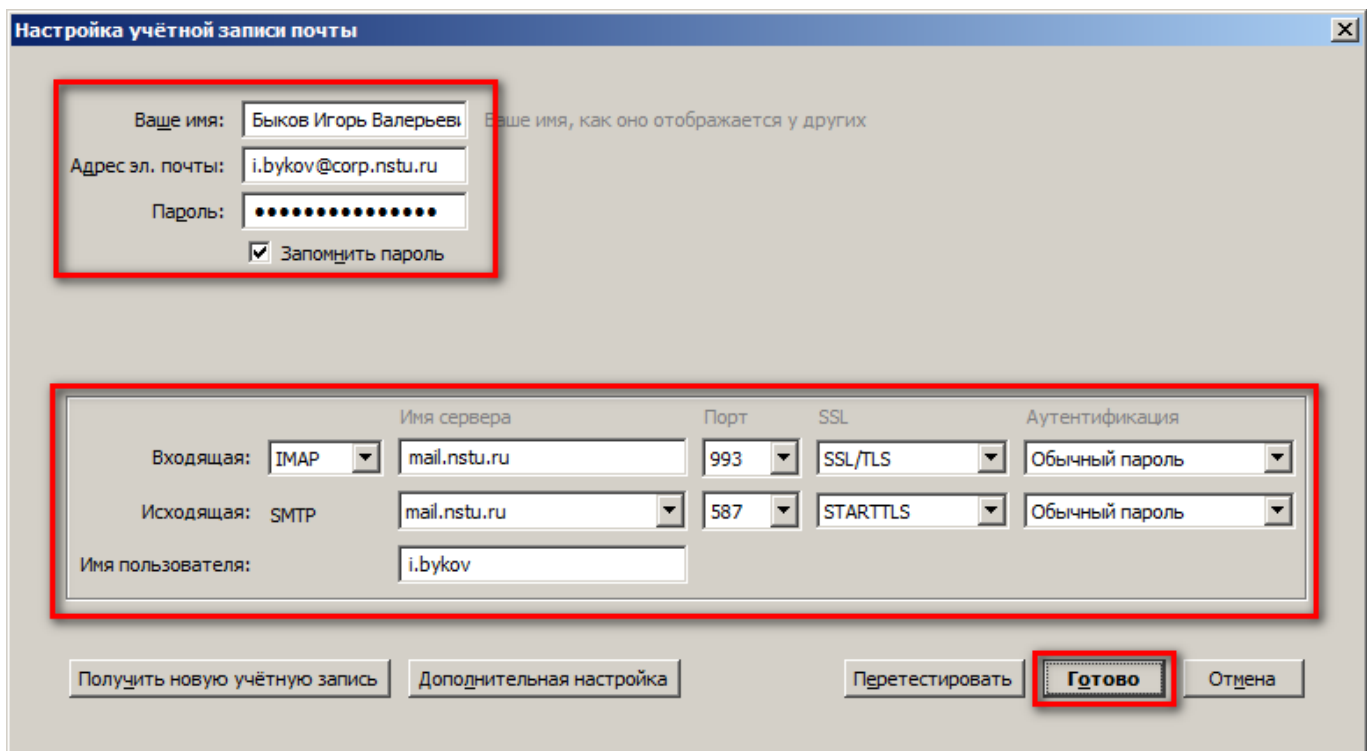 Настройка учётной записи почты
Ваше имя: Быков Игорь Валерьеви Ваше имя, как оно отображается у других
Адрес эл. почты: i.bykov@corp.nstu.ru
Пароль: ●●●●●●●●●●●●●●●
Запомнить пароль
Имя сервера Порт SSL Аутентификация
Входящая: IMAP mail.nstu.ru 993 SSL/TLS Обычный пароль
Исходящая: SMTP mail.nstu.ru 587 STARTTLS Обычный пароль
Имя пользователя: i.bykov
Получить новую учётную запись Дополнительная настройка Перетестировать Готово Отмена